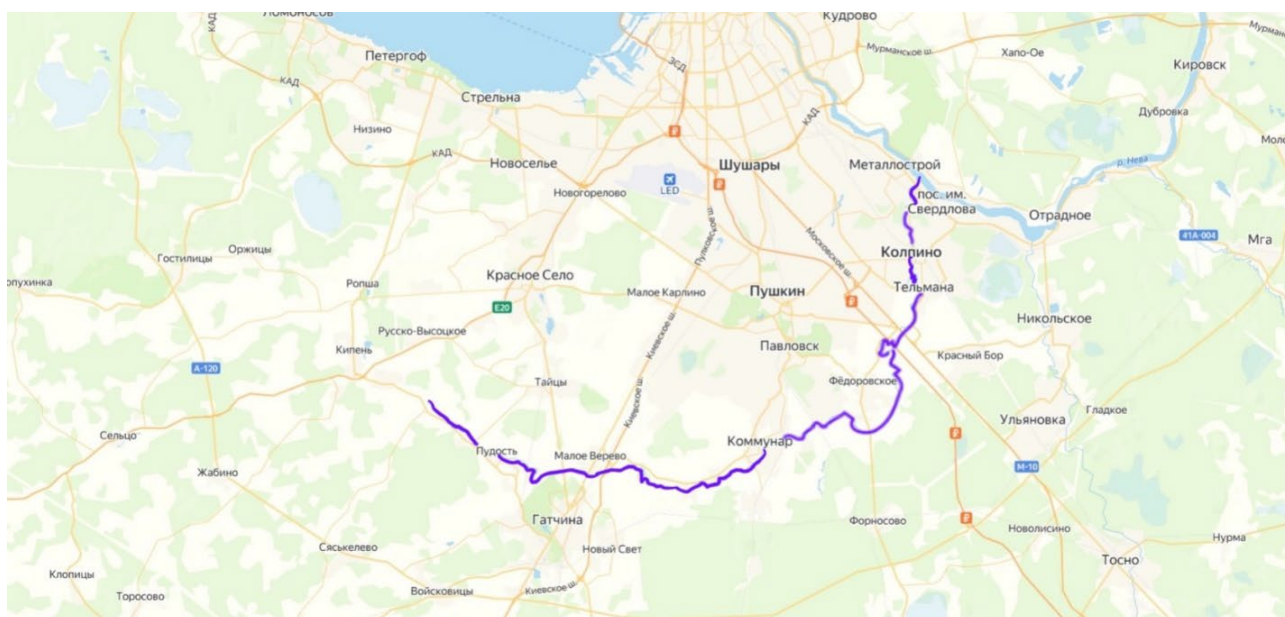 Ломоносов
КАД
Петергоф
КАД
Стрельна
Низино
КАД
Новоселье
Новогорелово
ЗСД
LED
Шушары
Кудрово
Мурманское ш.
Хапо-Ое
Кировск
Дубровка
КАД
Металлострой
р. Нева
пос. им.
Свердлова
Отрадное
41А-004
Мга
Оржицы
Гостилицы
Пулковское ш.
Московское ш.
Колпино
Красное Село
Ропша
Малое Карлино
Пушкин
Тельмана
Е20
Русско-Высоцкое
Киевское ш.
Никольское
Кипень
Павловск
Красный Бор
А-120
Тайцы
Фёдоровское
Киевское ш.
Гладкое
Ульяновка
Сельцо
Коммунар
Пудость
Малое Верево
Жабино
М-10
Гатчина
Форносово
Новолисино
Нурма
Сяськелево
Новый Свет
Тосно
Клопицы
Торосово
Войсковицы
Киевское ш.